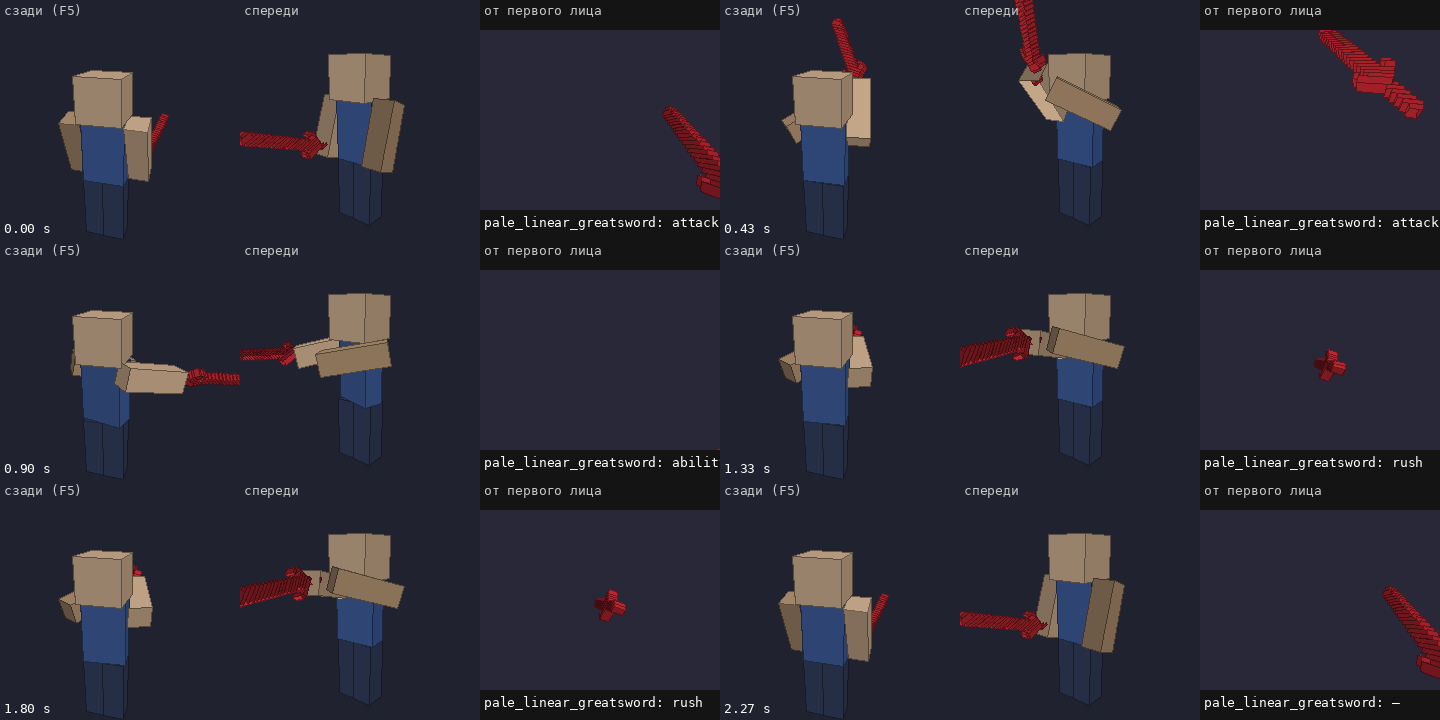 сзади (F5) спереди от первого лица сзади (F5) спереди от первого лица
0.00 s pale_linear_greatsword: attack 0.43 s pale_linear_greatsword: attack
сзади (F5) спереди от первого лица сзади (F5) спереди от первого лица
0.90 s pale_linear_greatsword: abilit 1.33 s pale_linear_greatsword: rush
сзади (F5) спереди от первого лица сзади (F5) спереди от первого лица
1.80 s pale_linear_greatsword: rush 2.27 s pale_linear_greatsword: —